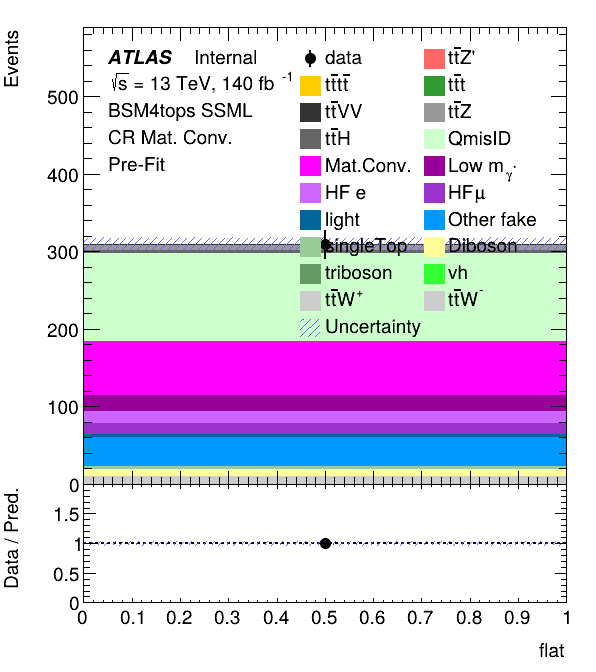 Events
ATLAS Internal
√s = 13 TeV, 140 fb⁻¹
BSM4tops SSML
CR Mat. Conv.
Pre-Fit
data
tt̄Z'
tt̄tt̄
tt̄t
tt̄VV
tt̄Z
tt̄H
QmisID
Mat.Conv.
Low m_γ*
HF e
HF μ
light
Other fake
singleTop
Diboson
triboson
vh
tt̄W⁺
tt̄W⁻
Uncertainty
500
400
300
200
100
0
Data / Pred.
1.5
1
0.5
0
0 0.1 0.2 0.3 0.4 0.5 0.6 0.7 0.8 0.9 1
flat